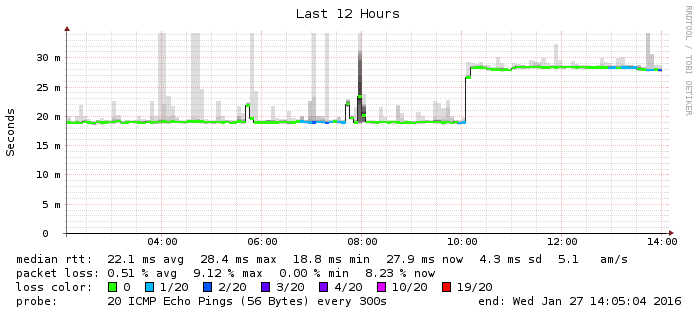 Last 12 Hours
RRDTOOL / TOBI OETIKER
Seconds
30 m
25 m
20 m
15 m
10 m
5 m
0
04:00 06:00 08:00 10:00 12:00 14:00
median rtt: 22.1 ms avg 28.4 ms max 18.8 ms min 27.9 ms now 4.3 ms sd 5.1 am/s
packet loss: 0.51 % avg 9.12 % max 0.00 % min 8.23 % now
loss color: 0 1/20 2/20 3/20 4/20 10/20 19/20
probe: 20 ICMP Echo Pings (56 Bytes) every 300s end: Wed Jan 27 14:05:04 2016